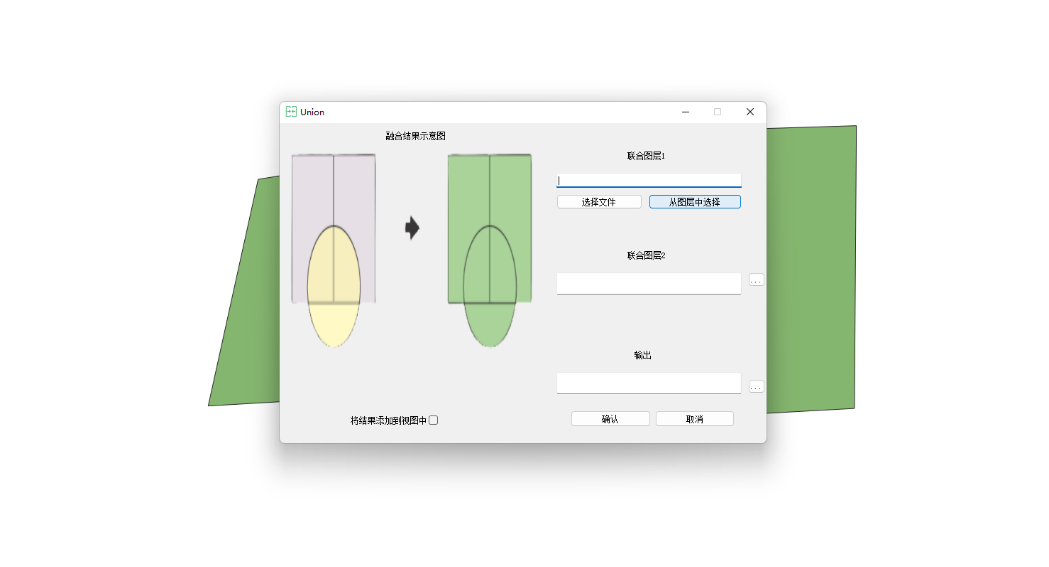 Union
融合结果示意图
联合图层1
选择文件
从图层中选择
联合图层2
...
输出
...
将结果添加到视图中
确认
取消